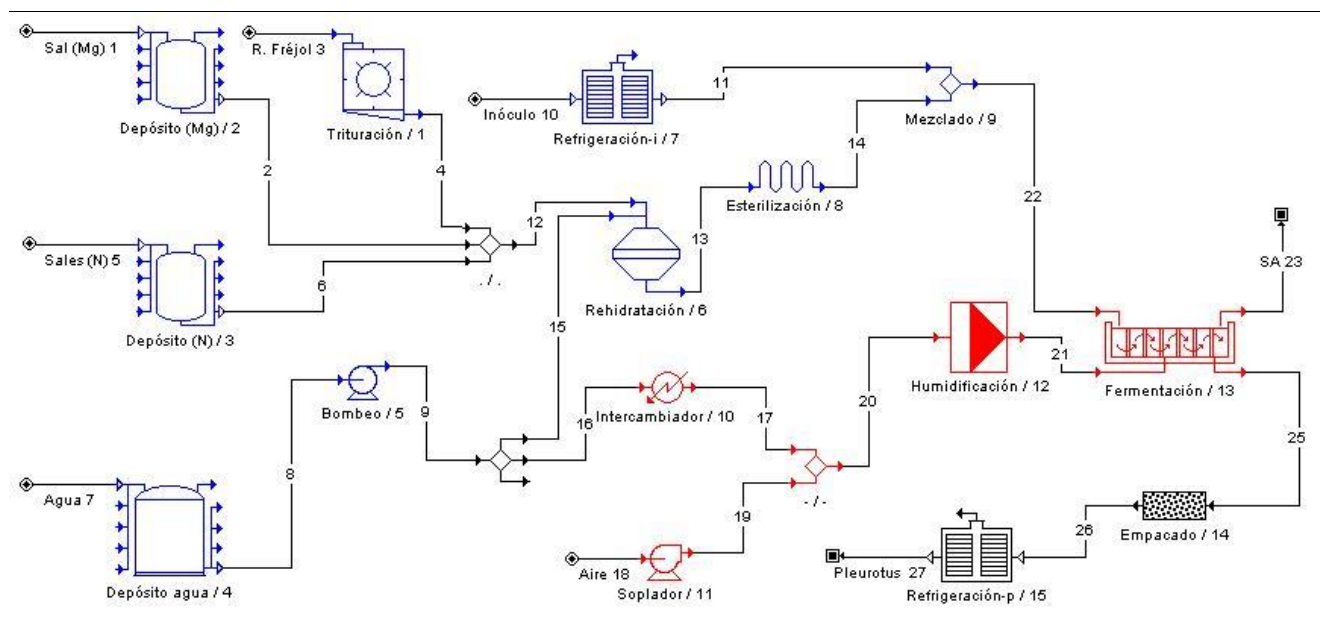 Sal (Mg) 1
R. Fréjol 3
11
Inóculo 10
Depósito (Mg) / 2
Trituración / 1
Refrigeración-i / 7
Mezclado / 9
14
2
4
Esterilización / 8
22
12
13
Sales (N) 5
SA 23
6
. / .
Rehidratación / 6
Depósito (N) / 3
15
21
Humidificación / 12
Fermentación / 13
Bombeo / 5
9
16
Intercambiador / 10
17
20
25
8
Agua 7
- / -
19
26
Empacado / 14
Aire 18
Pleurotus 27
Depósito agua / 4
Soplador / 11
Refrigeración-p / 15